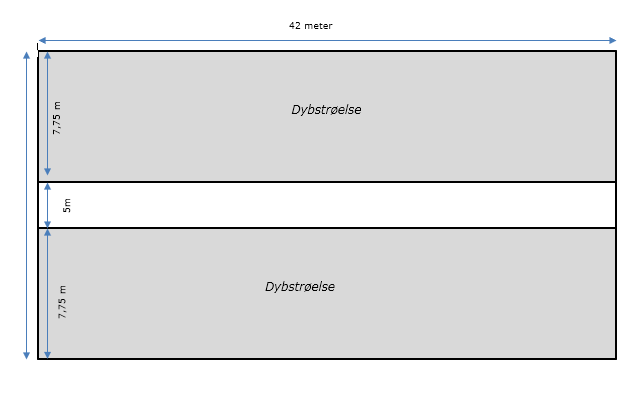 42 meter
7,75 m
Dybstrøelse
5m
7,75 m
Dybstrøelse